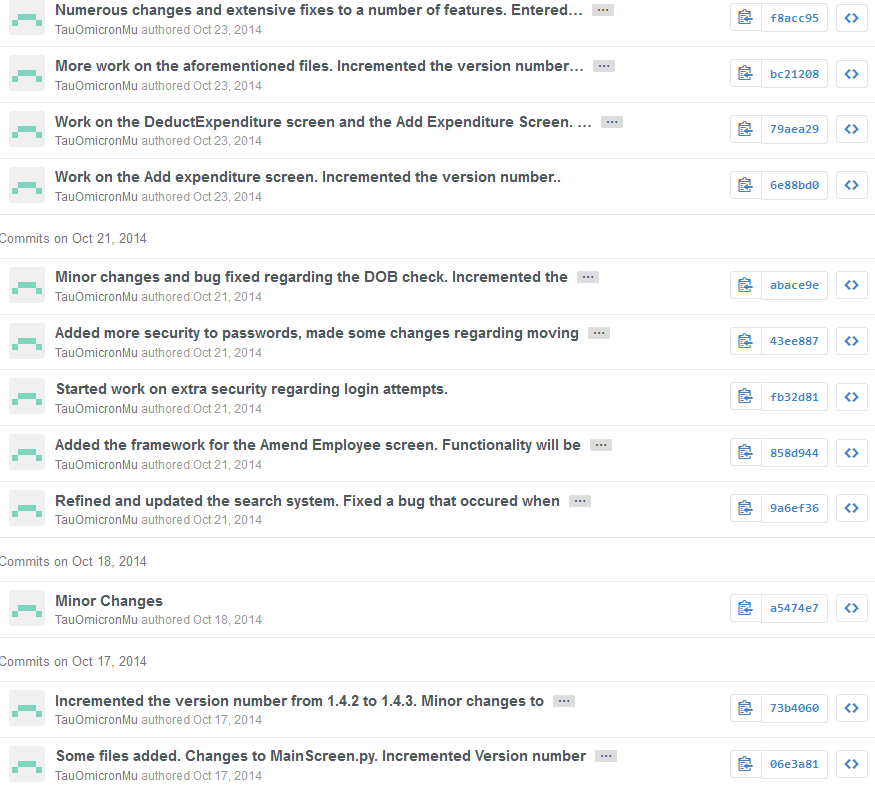 Numerous changes and extensive fixes to a number of features. Entered… ...
f8acc95
TauOmicronMu authored Oct 23, 2014
More work on the aforementioned files. Incremented the version number… ...
bc21208
TauOmicronMu authored Oct 23, 2014
Work on the DeductExpenditure screen and the Add Expenditure Screen. … ...
79aea29
TauOmicronMu authored Oct 23, 2014
Work on the Add expenditure screen. Incremented the version number..
6e88bd0
TauOmicronMu authored Oct 23, 2014
Commits on Oct 21, 2014
Minor changes and bug fixed regarding the DOB check. Incremented the ...
abace9e
TauOmicronMu authored Oct 21, 2014
Added more security to passwords, made some changes regarding moving ...
43ee887
TauOmicronMu authored Oct 21, 2014
Started work on extra security regarding login attempts.
fb32d81
TauOmicronMu authored Oct 21, 2014
Added the framework for the Amend Employee screen. Functionality will be ...
858d944
TauOmicronMu authored Oct 21, 2014
Refined and updated the search system. Fixed a bug that occured when ...
9a6ef36
TauOmicronMu authored Oct 21, 2014
Commits on Oct 18, 2014
Minor Changes
a5474e7
TauOmicronMu authored Oct 18, 2014
Commits on Oct 17, 2014
Incremented the version number from 1.4.2 to 1.4.3. Minor changes to ...
73b4060
TauOmicronMu authored Oct 17, 2014
Some files added. Changes to MainScreen.py. Incremented Version number ...
06e3a81
TauOmicronMu authored Oct 17, 2014